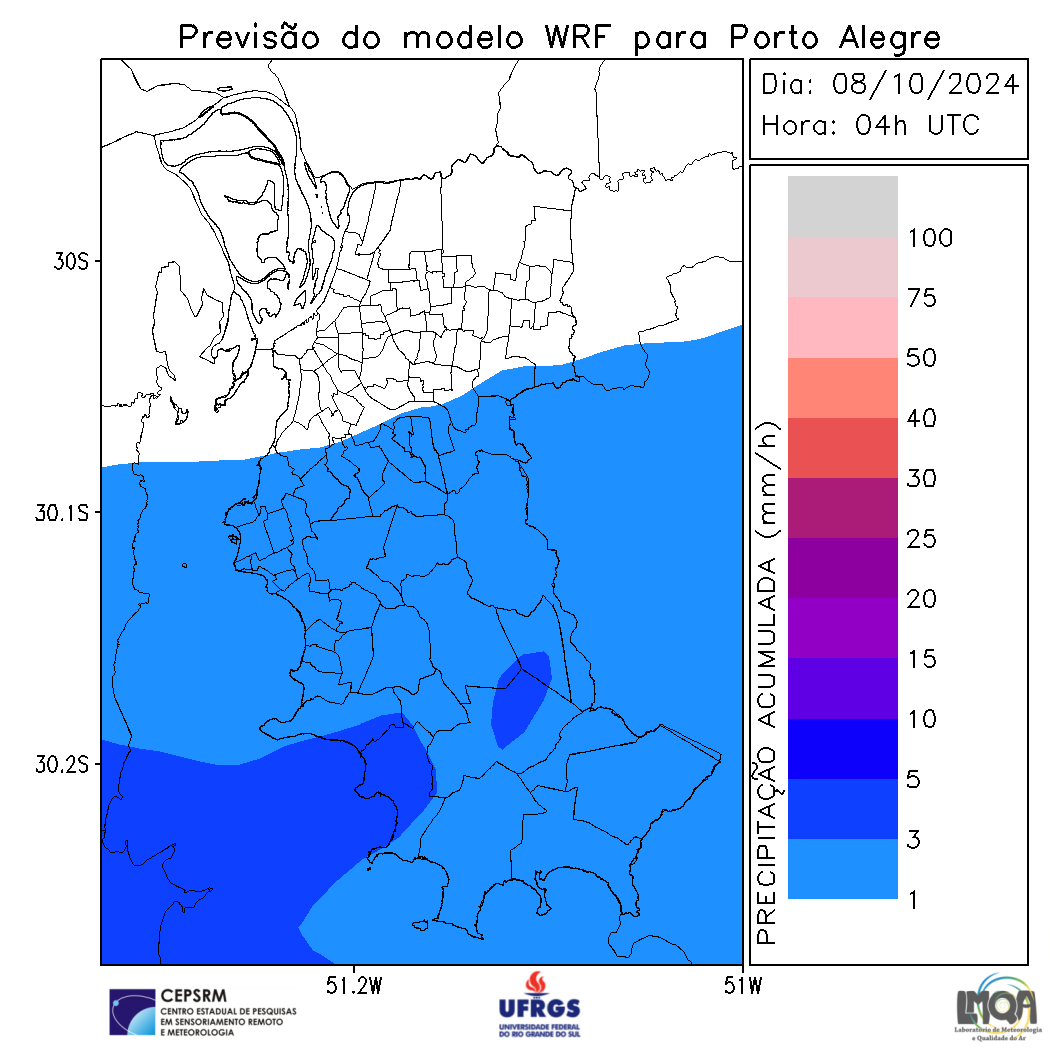 Previsão do modelo WRF para Porto Alegre
Dia: 08/10/2024
Hora: 04h UTC
30S
30.1S
30.2S
51.2W
51W
PRECIPITAÇÃO ACUMULADA (mm/h)
100
75
50
40
30
25
20
15
10
5
3
1
CEPSRM
CENTRO ESTADUAL DE PESQUISAS
EM SENSORIAMENTO REMOTO
E METEOROLOGIA
UFRGS
UNIVERSIDADE FEDERAL
DO RIO GRANDE DO SUL
LMQA
Laboratório de Meteorologia
e Qualidade do Ar